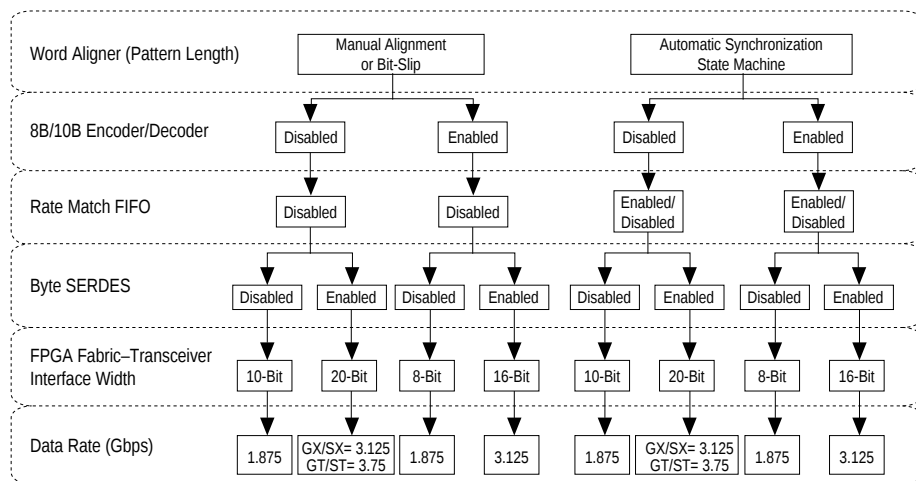 Word Aligner (Pattern Length)
Manual Alignment
or Bit-Slip
Automatic Synchronization
State Machine
8B/10B Encoder/Decoder
Disabled
Enabled
Disabled
Enabled
Rate Match FIFO
Disabled
Disabled
Enabled/
Disabled
Enabled/
Disabled
Byte SERDES
Disabled
Enabled
Disabled
Enabled
Disabled
Enabled
Disabled
Enabled
FPGA Fabric–Transceiver
Interface Width
10-Bit
20-Bit
8-Bit
16-Bit
10-Bit
20-Bit
8-Bit
16-Bit
Data Rate (Gbps)
1.875
GX/SX= 3.125
GT/ST= 3.75
1.875
3.125
1.875
GX/SX= 3.125
GT/ST= 3.75
1.875
3.125